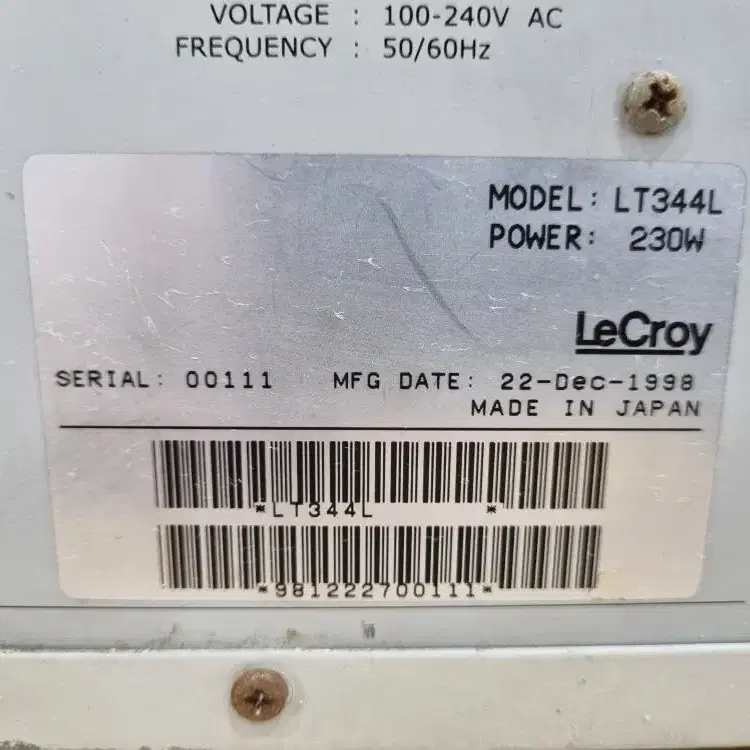 VOLTAGE : 100-240V AC
FREQUENCY : 50/60Hz
MODEL: LT344L
POWER: 230W
LeCroy
SERIAL: 00111 MFG DATE: 22-Dec-1998
MADE IN JAPAN
*LT344L *
*981222700111*